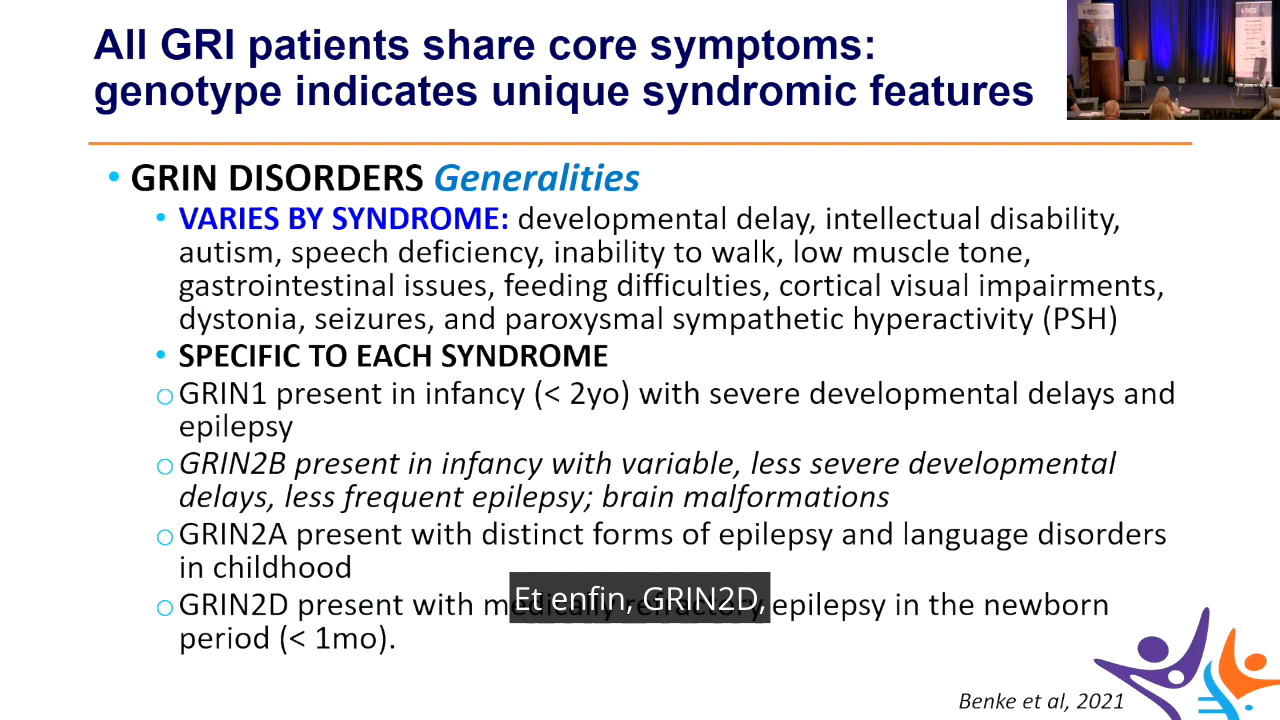 All GRI patients share core symptoms:
genotype indicates unique syndromic features
• GRIN DISORDERS Generalities
• VARIES BY SYNDROME: developmental delay, intellectual disability,
autism, speech deficiency, inability to walk, low muscle tone,
gastrointestinal issues, feeding difficulties, cortical visual impairments,
dystonia, seizures, and paroxysmal sympathetic hyperactivity (PSH)
• SPECIFIC TO EACH SYNDROME
o GRIN1 present in infancy (< 2yo) with severe developmental delays and
epilepsy
o GRIN2B present in infancy with variable, less severe developmental
delays, less frequent epilepsy; brain malformations
o GRIN2A present with distinct forms of epilepsy and language disorders
in childhood
o GRIN2D present with medically refractory epilepsy in the newborn
Et enfin, GRIN2D,
period (< 1mo).
Benke et al, 2021